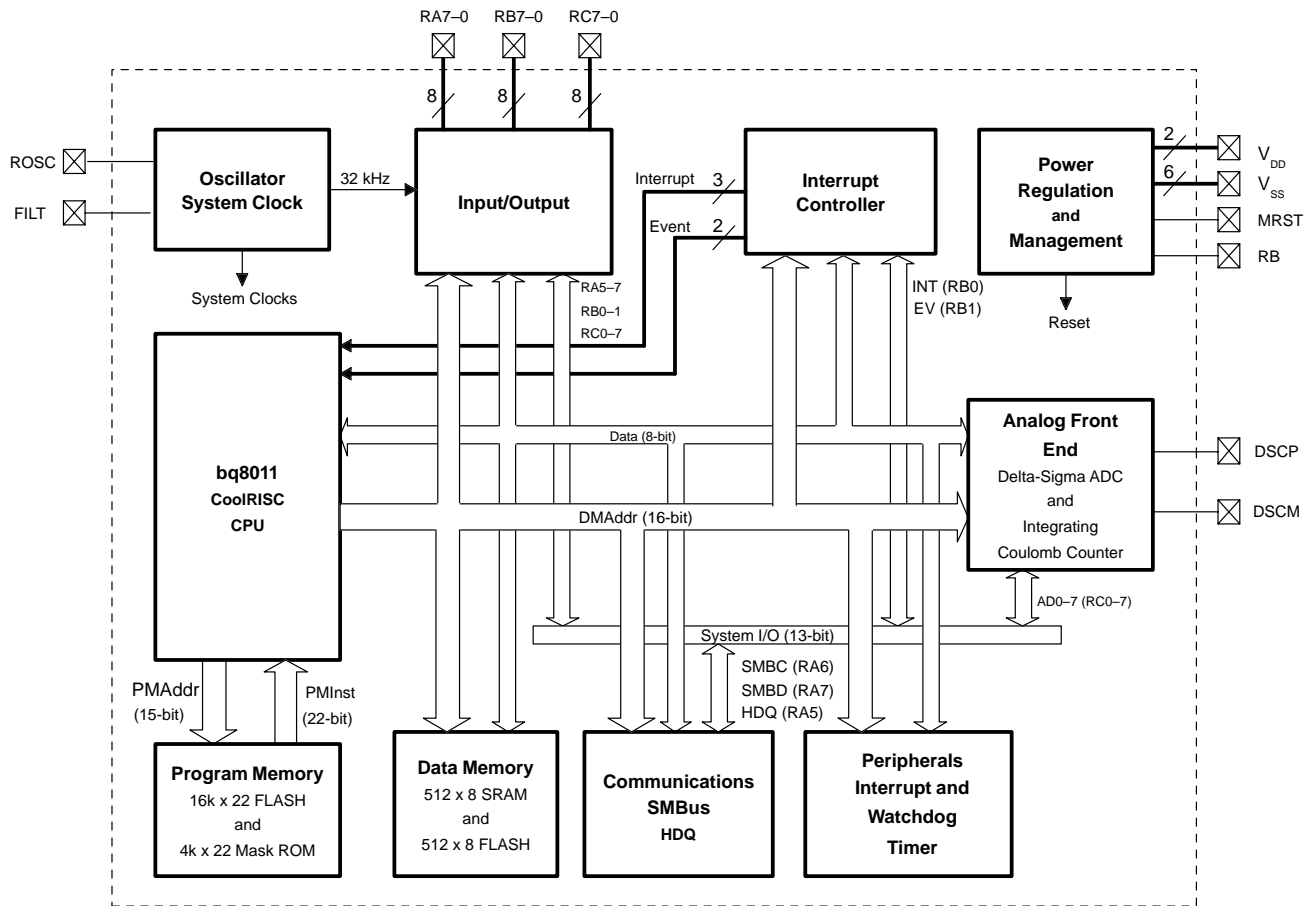 RA7–0
RB7–0
RC7–0
8
8
8
ROSC
FILT
Oscillator
System Clock
32 kHz
System Clocks
Input/Output
Interrupt
3
Event
2
Interrupt
Controller
Power
Regulation
and
Management
2
6
VDD
VSS
MRST
RB
Reset
RA5–7
RB0–1
RC0–7
INT (RB0)
EV (RB1)
bq8011
CoolRISC
CPU
Data (8-bit)
DMAddr (16-bit)
Analog Front
End
Delta-Sigma ADC
and
Integrating
Coulomb Counter
DSCP
DSCM
AD0–7 (RC0–7)
System I/O (13-bit)
SMBC (RA6)
SMBD (RA7)
HDQ (RA5)
PMAddr
(15-bit)
PMInst
(22-bit)
Program Memory
16k x 22 FLASH
and
4k x 22 Mask ROM
Data Memory
512 x 8 SRAM
and
512 x 8 FLASH
Communications
SMBus
HDQ
Peripherals
Interrupt and
Watchdog
Timer